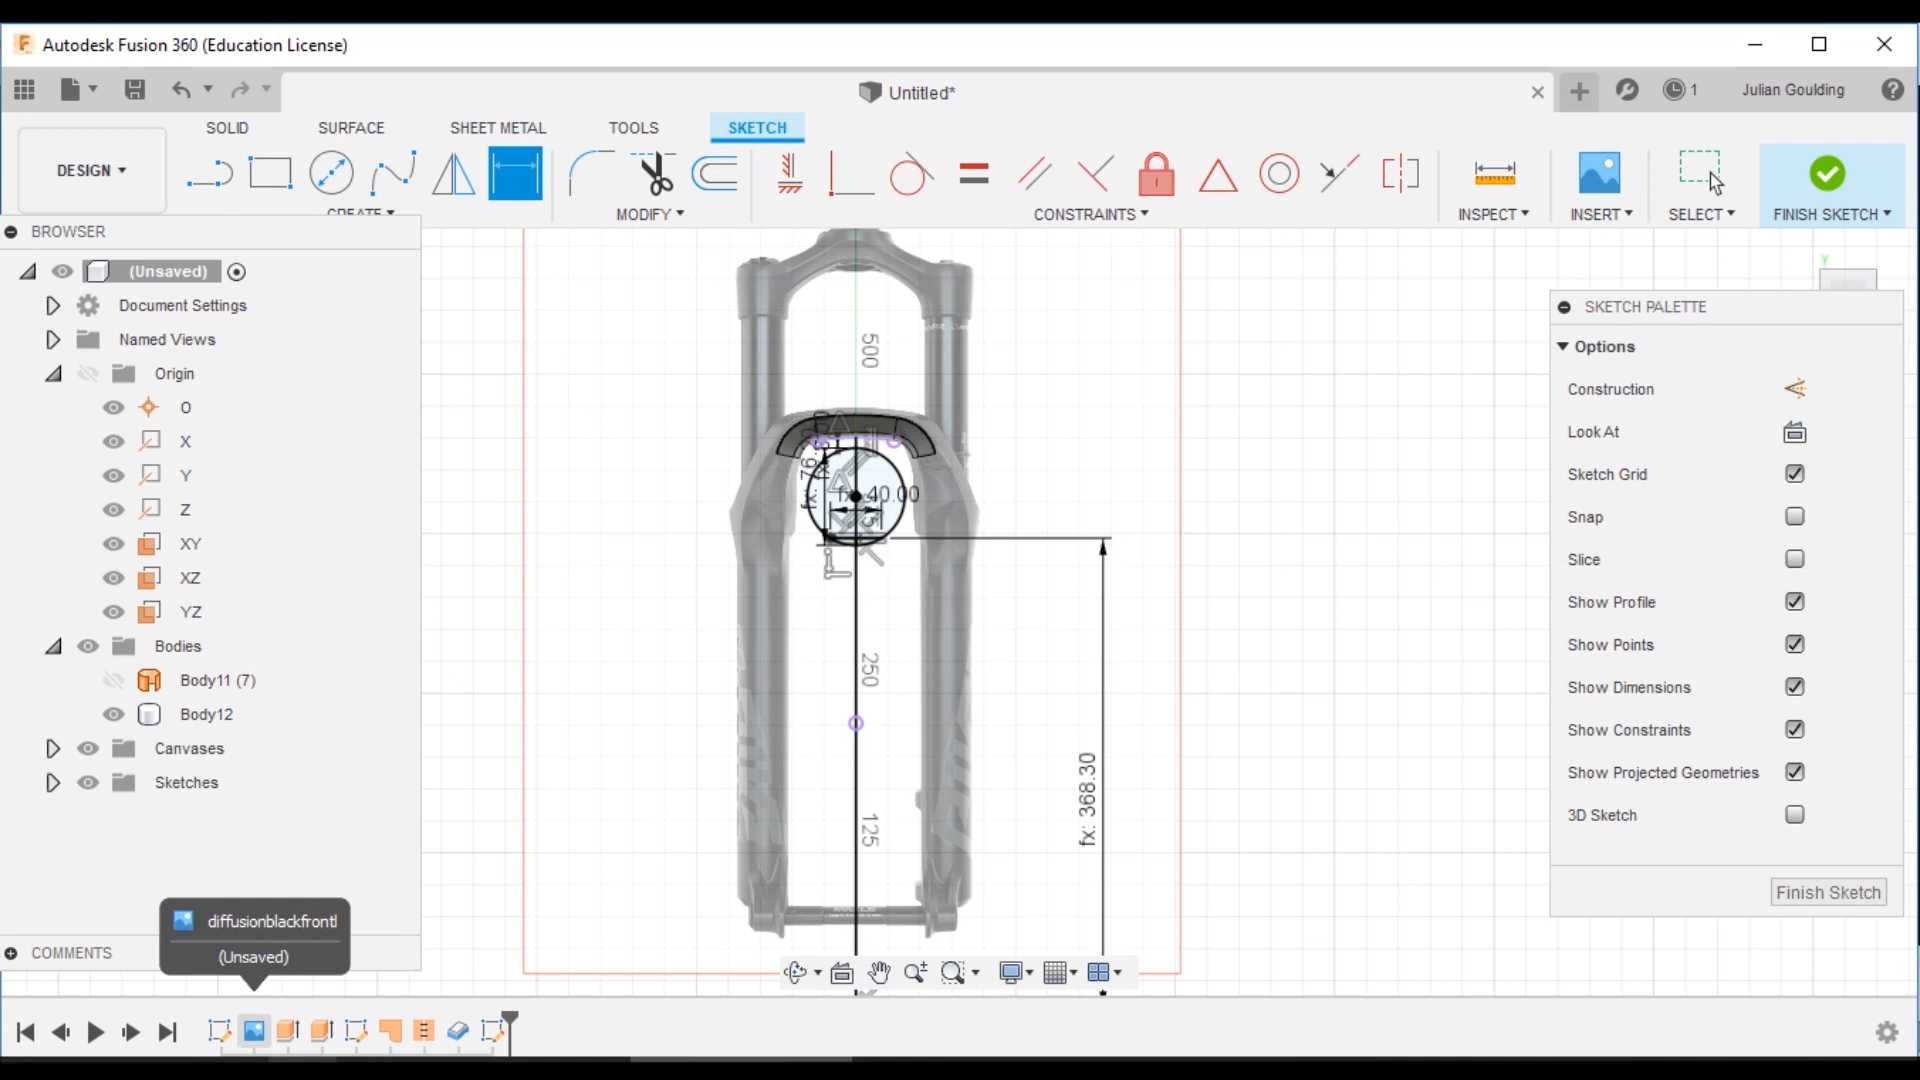 Autodesk Fusion 360 (Education License)
Untitled*
1
Julian Goulding
SOLID
SURFACE
SHEET METAL
TOOLS
SKETCH
DESIGN
CREATE
MODIFY
CONSTRAINTS
INSPECT
INSERT
SELECT
FINISH SKETCH
BROWSER
(Unsaved)
Document Settings
Named Views
Origin
O
X
Y
Z
XY
XZ
YZ
Bodies
Body11 (7)
Body12
Canvases
Sketches
COMMENTS
diffusionblackfrontl
(Unsaved)
500
40.00
250
125
fx: 368.30
Y
SKETCH PALETTE
Options
Construction
Look At
Sketch Grid
Snap
Slice
Show Profile
Show Points
Show Dimensions
Show Constraints
Show Projected Geometries
3D Sketch
Finish Sketch